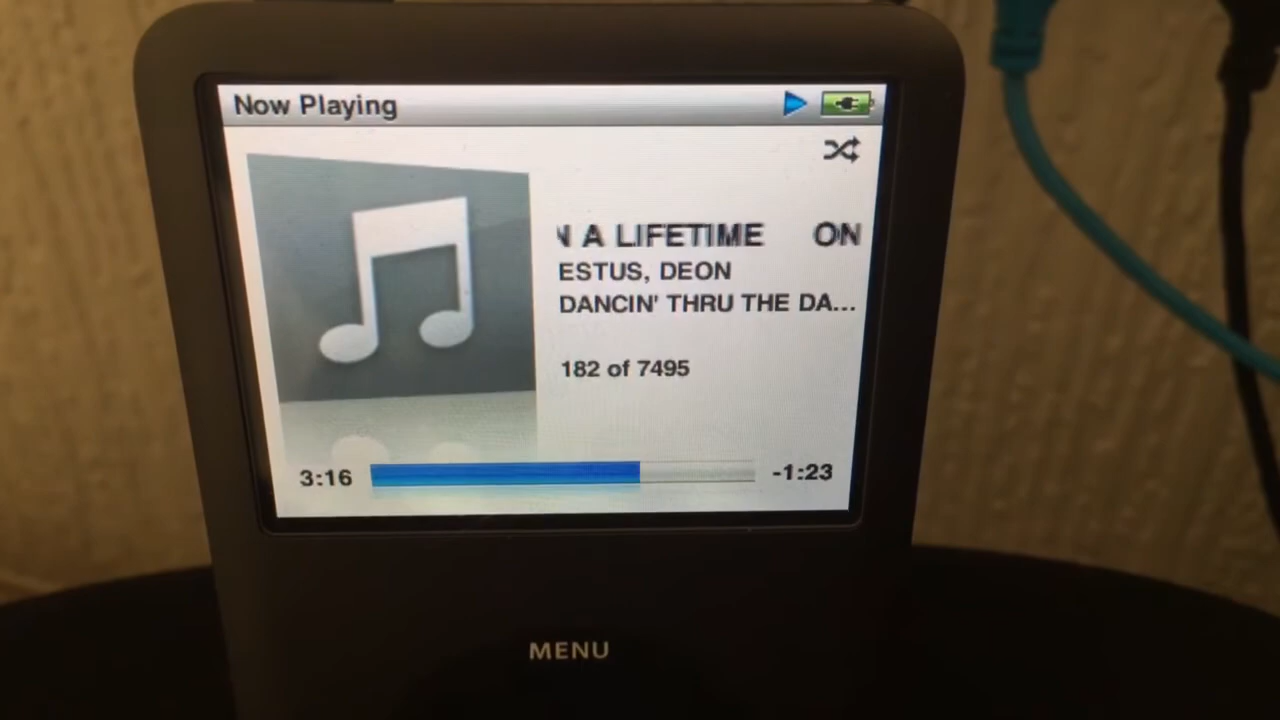 Now Playing
A LIFETIME ON
ESTUS, DEON
DANCIN' THRU THE DA...
182 of 7495
3:16 -1:23
MENU